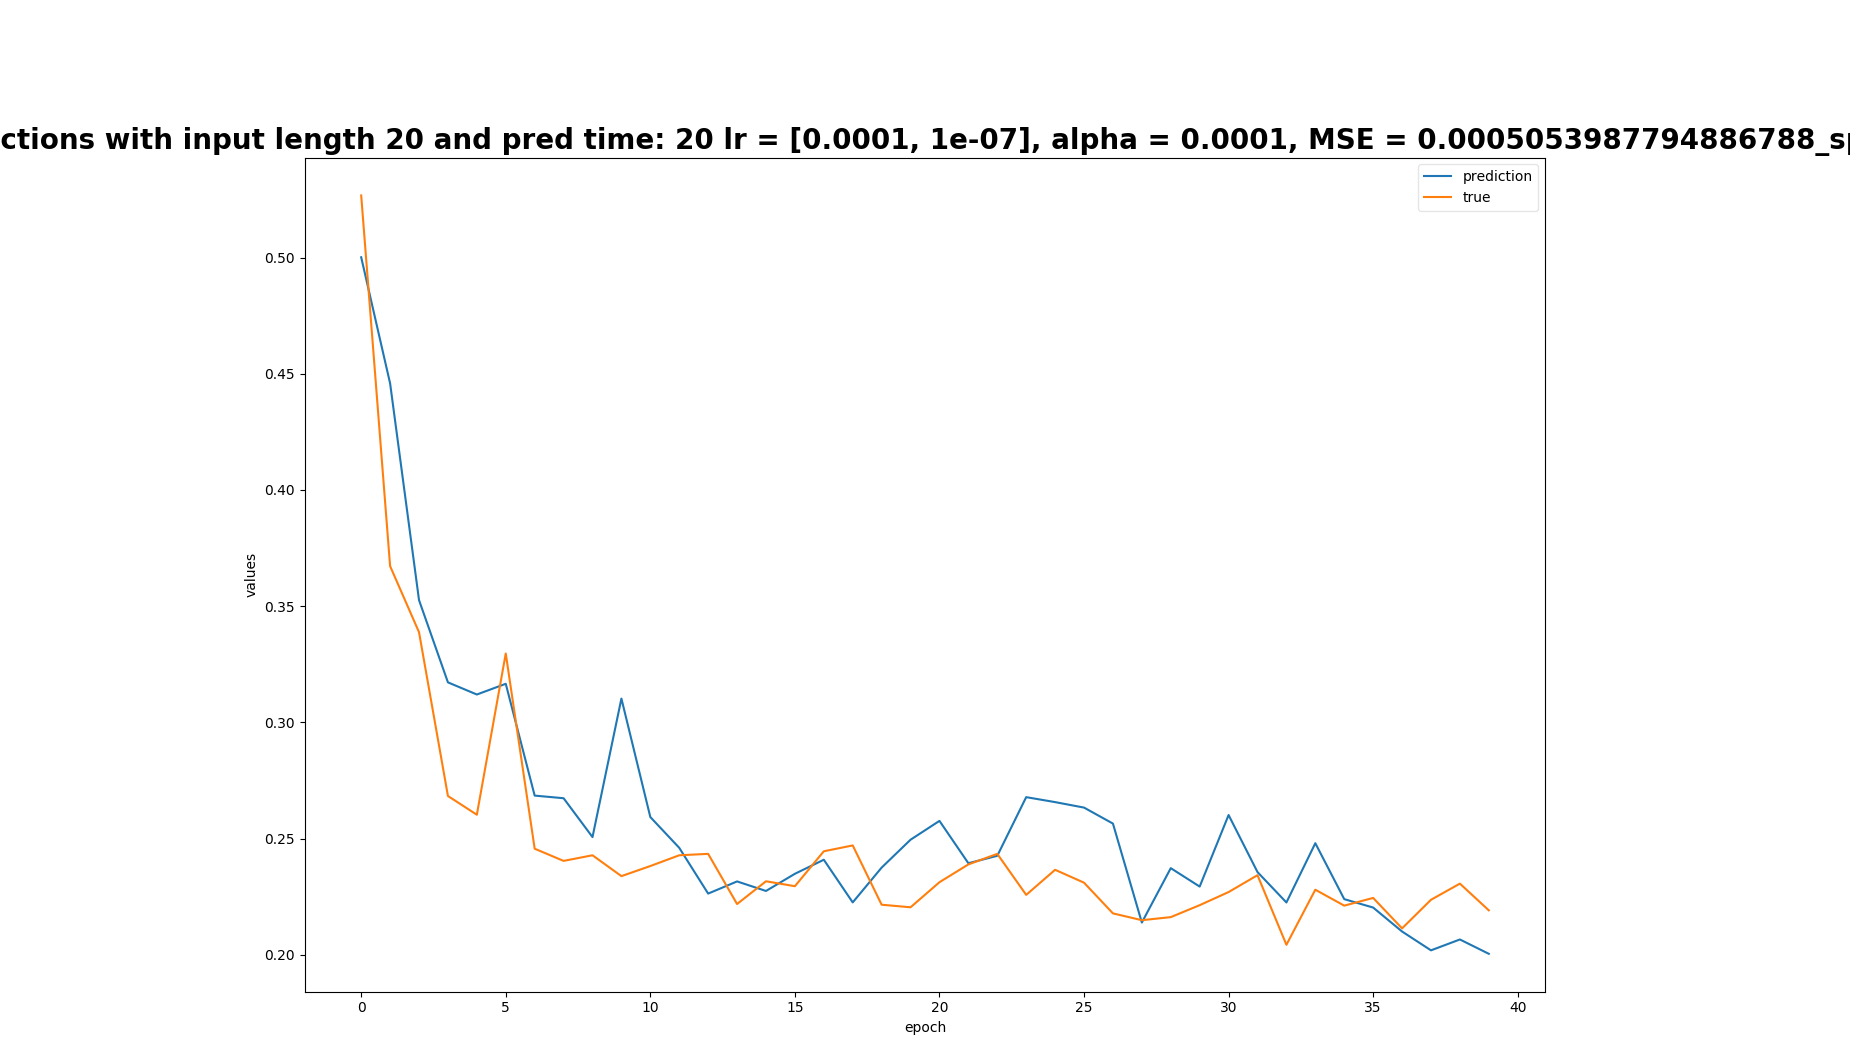 ctions with input length 20 and pred time: 20 lr = [0.0001, 1e-07], alpha = 0.0001, MSE = 0.0005053987794886788_sp
prediction
true
0.50
0.45
0.40
0.35
0.30
0.25
0.20
values
0 5 10 15 20 25 30 35 40
epoch